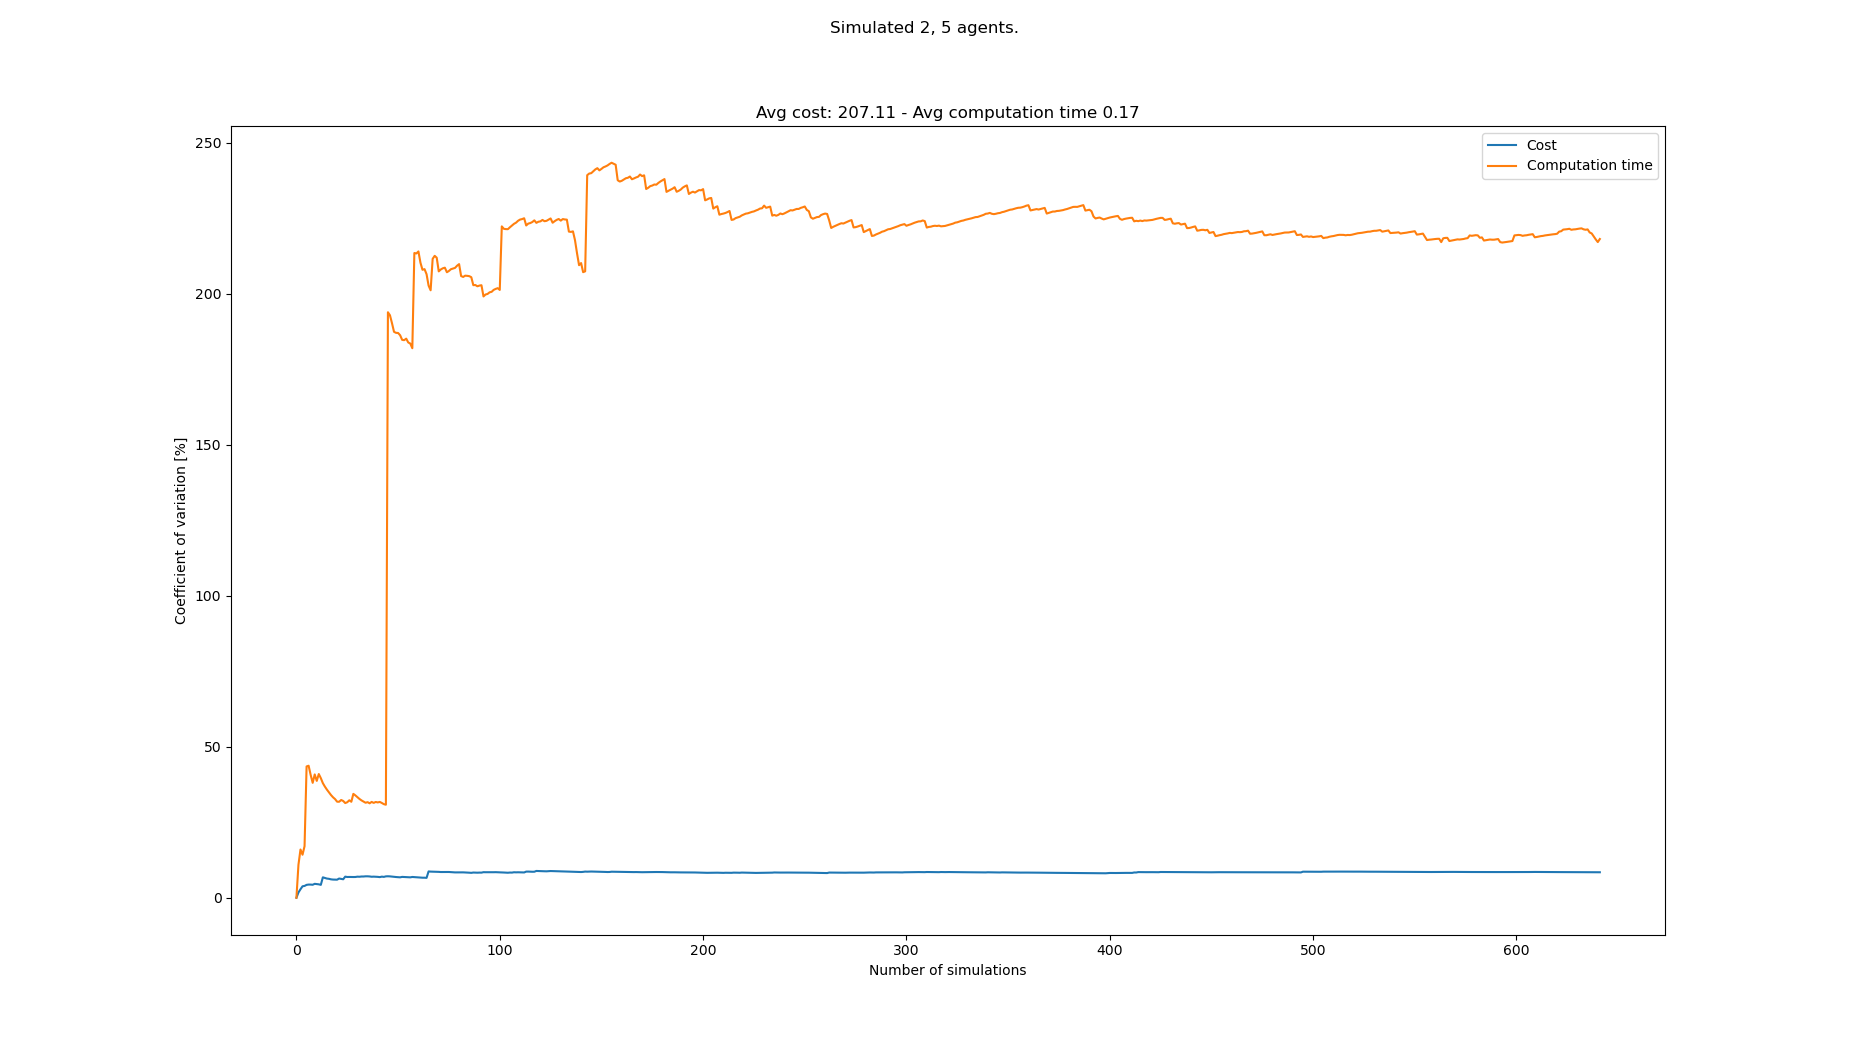 Simulated 2, 5 agents.
Avg cost: 207.11 - Avg computation time 0.17
Cost
Computation time
250
200
150
100
50
0
Coefficient of variation [%]
0 100 200 300 400 500 600
Number of simulations